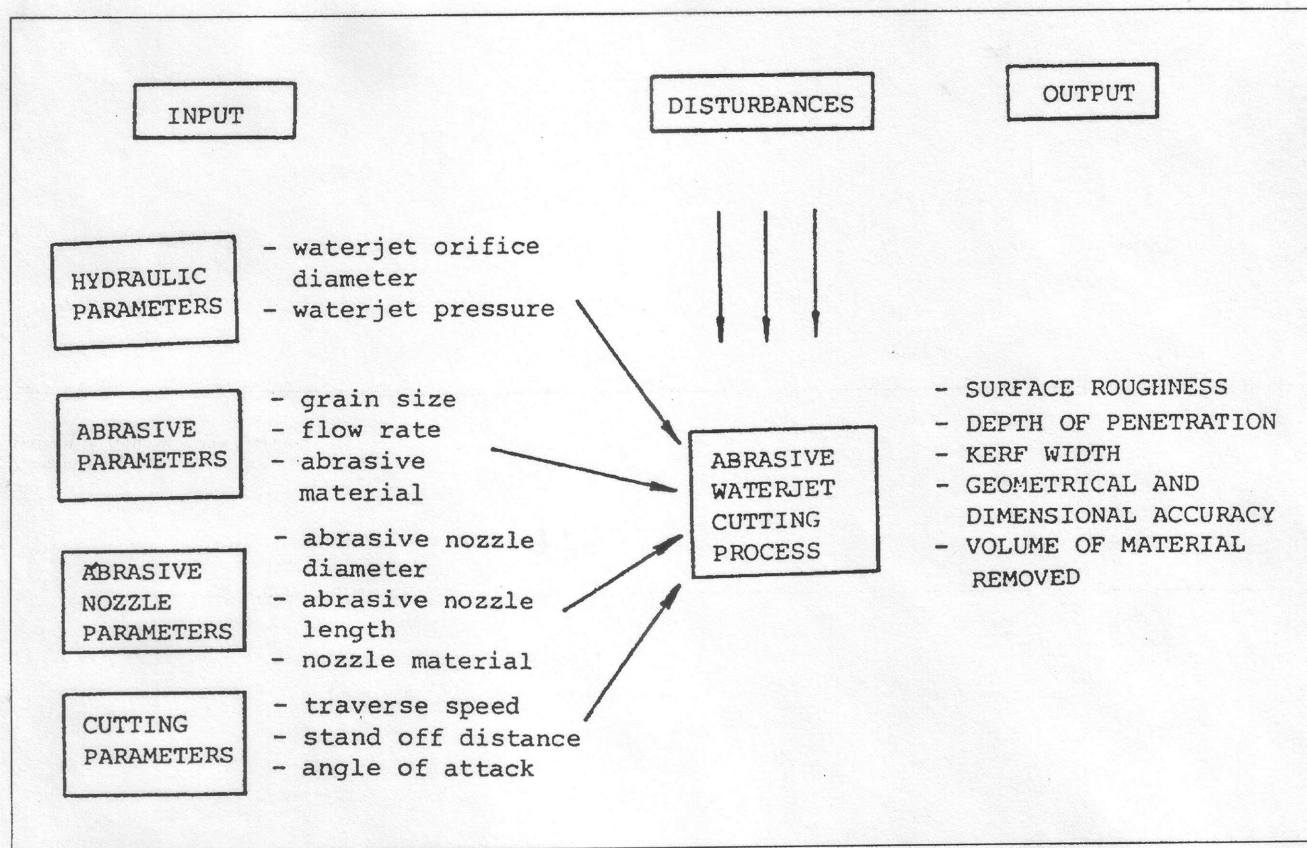 INPUT
DISTURBANCES
OUTPUT
HYDRAULIC
PARAMETERS
- waterjet orifice
diameter
- waterjet pressure
ABRASIVE
PARAMETERS
- grain size
- flow rate
- abrasive
material
ABRASIVE
NOZZLE
PARAMETERS
- abrasive nozzle
diameter
- abrasive nozzle
length
- nozzle material
CUTTING
PARAMETERS
- traverse speed
- stand off distance
- angle of attack
ABRASIVE
WATERJET
CUTTING
PROCESS
- SURFACE ROUGHNESS
- DEPTH OF PENETRATION
- KERF WIDTH
- GEOMETRICAL AND
DIMENSIONAL ACCURACY
- VOLUME OF MATERIAL
REMOVED